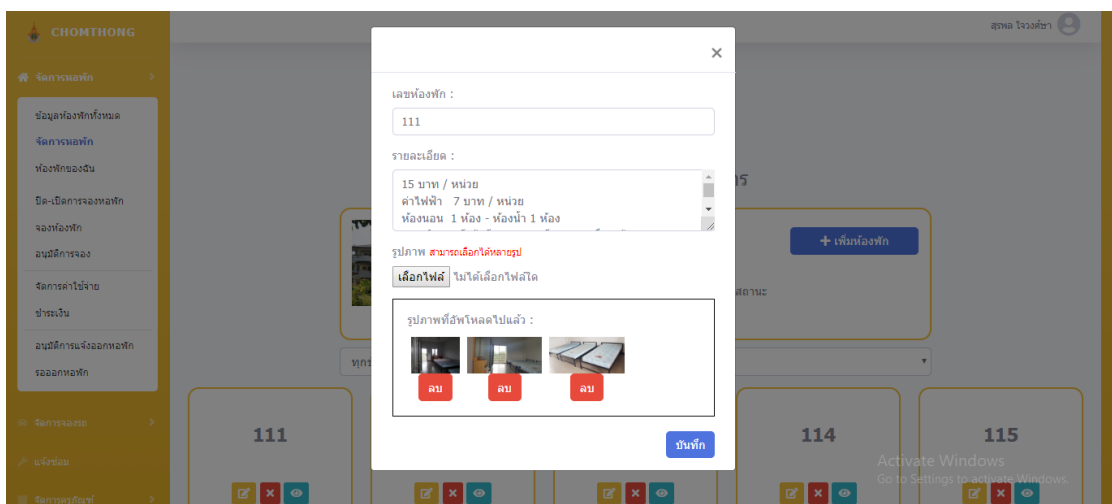 CHOMTHONG
สุรพล ใจวงค์ษา
จัดการหอพัก
ข้อมูลห้องพักทั้งหมด
จัดการหอพัก
ห้องพักของฉัน
ปิด-เปิดการจองหอพัก
จองห้องพัก
อนุมัติการจอง
จัดการค่าใช้จ่าย
ชำระเงิน
อนุมัติการแจ้งออกหอพัก
รอออกหอพัก
จัดการจองรถ
แจ้งซ่อม
จัดการครุภัณฑ์
×
เลขห้องพัก :
111
รายละเอียด :
15 บาท / หน่วย
ค่าไฟฟ้า 7 บาท / หน่วย
ห้องนอน 1 ห้อง - ห้องน้ำ 1 ห้อง
รูปภาพ สามารถเลือกได้หลายรูป
เลือกไฟล์ ไม่ได้เลือกไฟล์ใด
รูปภาพที่อัพโหลดไปแล้ว :
ลบ ลบ ลบ
บันทึก
+ เพิ่มห้องพัก
สถานะ
111
114
115
Activate Windows
Go to Settings to activate Windows.